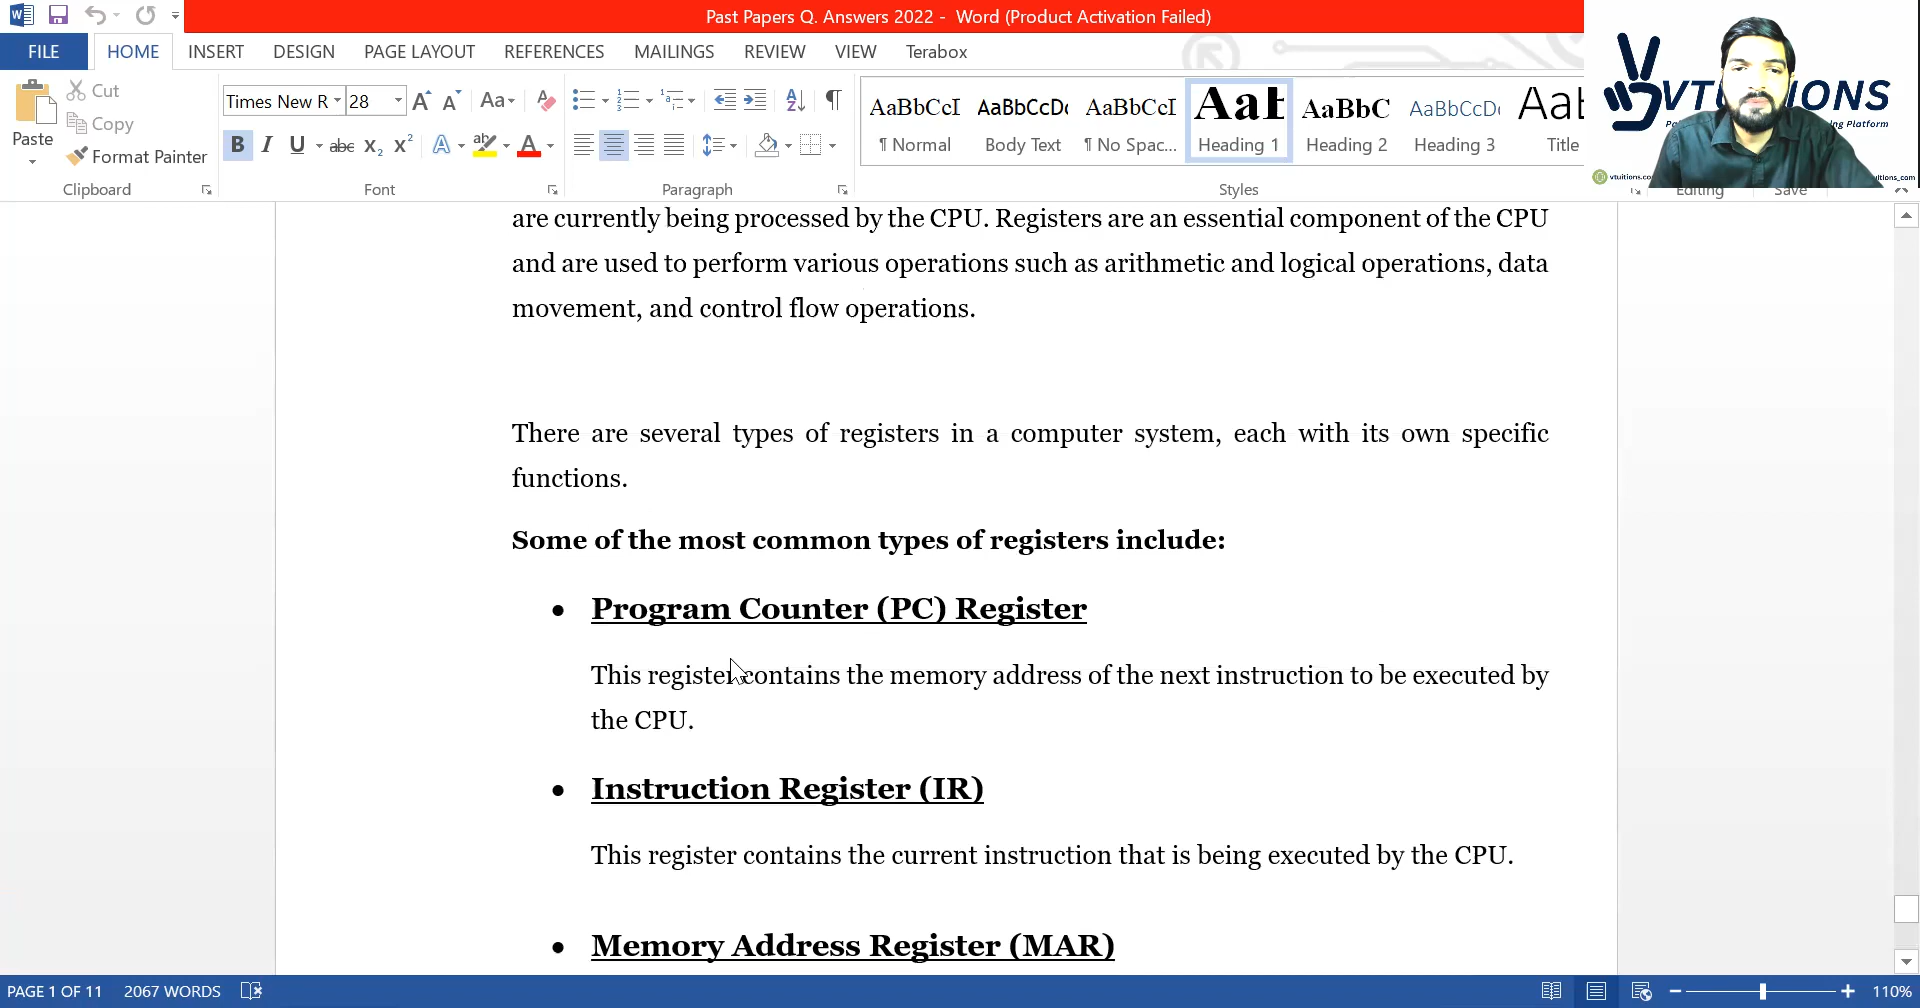 Past Papers Q. Answers 2022 - Word (Product Activation Failed)
FILE HOME INSERT DESIGN PAGE LAYOUT REFERENCES MAILINGS REVIEW VIEW Terabox
Paste
Cut
Copy
Format Painter
Times New R 28
AaBbCcI AaBbCcDc AaBbCcI AaB AaBbC AaBbCcDc Aab
¶ Normal Body Text ¶ No Spac... Heading 1 Heading 2 Heading 3 Title
Clipboard Font Paragraph Styles Editing Save
are currently being processed by the CPU. Registers are an essential component of the CPU
and are used to perform various operations such as arithmetic and logical operations, data
movement, and control flow operations.
There are several types of registers in a computer system, each with its own specific
functions.
Some of the most common types of registers include:
• Program Counter (PC) Register
This register contains the memory address of the next instruction to be executed by
the CPU.
• Instruction Register (IR)
This register contains the current instruction that is being executed by the CPU.
• Memory Address Register (MAR)
PAGE 1 OF 11 2067 WORDS 110%